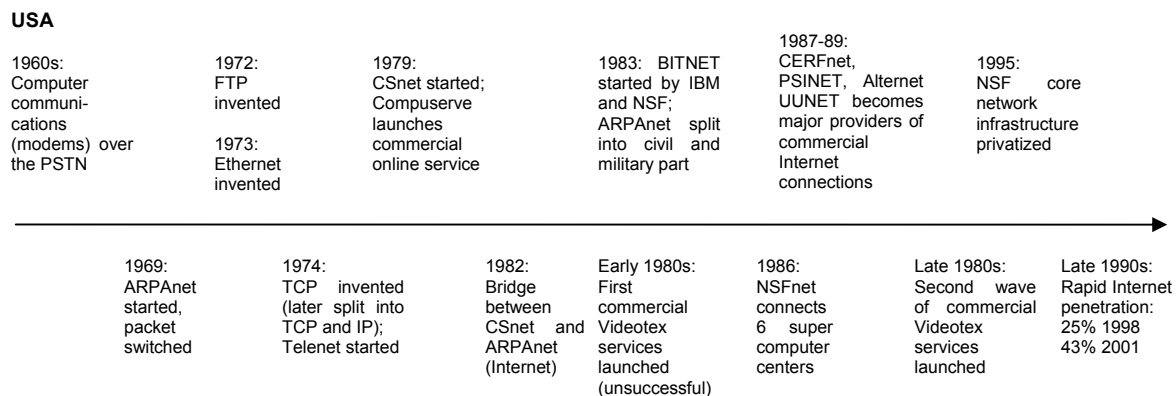 USA
1960s:
Computer
communi-
cations
(modems) over
the PSTN
1972:
FTP
invented
1973:
Ethernet
invented
1979:
CSnet started;
Compuserve
launches
commercial
online service
1983: BITNET
started by IBM
and NSF;
ARPAnet split
into civil and
military part
1987-89:
CERFnet,
PSINET, Alternet
UUNET becomes
major providers of
commercial
Internet
connections
1995:
NSF core
network
infrastructure
privatized
1969:
ARPAnet
started,
packet
switched
1974:
TCP invented
(later split into
TCP and IP);
Telenet started
1982:
Bridge
between
CSnet and
ARPAnet
(Internet)
Early 1980s:
First
commercial
Videotex
services
launched
(unsuccessful)
1986:
NSFnet
connects
6 super
computer
centers
Late 1980s:
Second wave
of commercial
Videotex
services
launched
Late 1990s:
Rapid Internet
penetration:
25% 1998
43% 2001